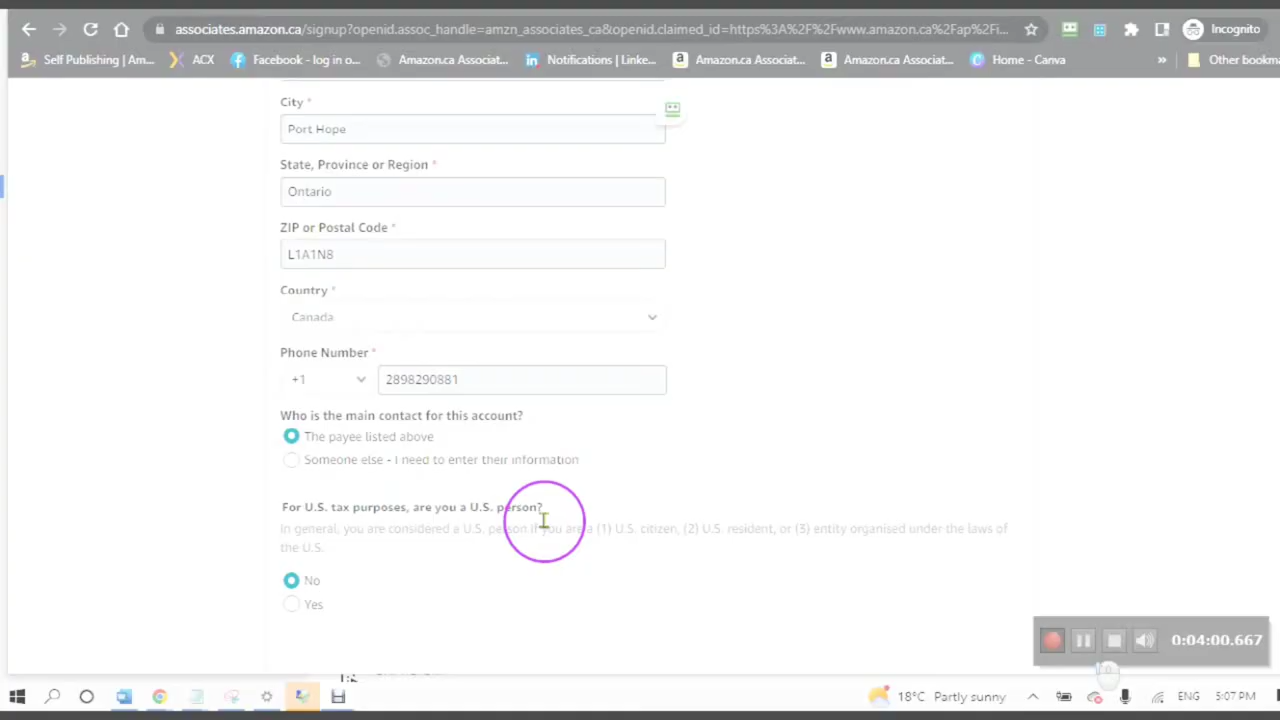 associates.amazon.ca/signup?openid.assoc_handle=amzn_associates_ca&openid.claimed_id=https%3A%2F%2Fwww.amazon.ca%2Fap%2Fi...
Incognito
Self Publishing | Am...
ACX
Facebook - log in o...
Amazon.ca Associat...
Notifications | Linke...
Amazon.ca Associat...
Amazon.ca Associat...
Home - Canva
»
Other bookma
City *
Port Hope
State, Province or Region *
Ontario
ZIP or Postal Code *
L1A1N8
Country *
Canada
Phone Number *
+1
2898290881
Who is the main contact for this account?
The payee listed above
Someone else - I need to enter their information
For U.S. tax purposes, are you a U.S. person?
In general, you are considered a U.S. person if you are a (1) U.S. citizen, (2) U.S. resident, or (3) entity organised under the laws of
the U.S.
No
Yes
0:04:00.667
18°C Partly sunny
ENG
5:07 PM